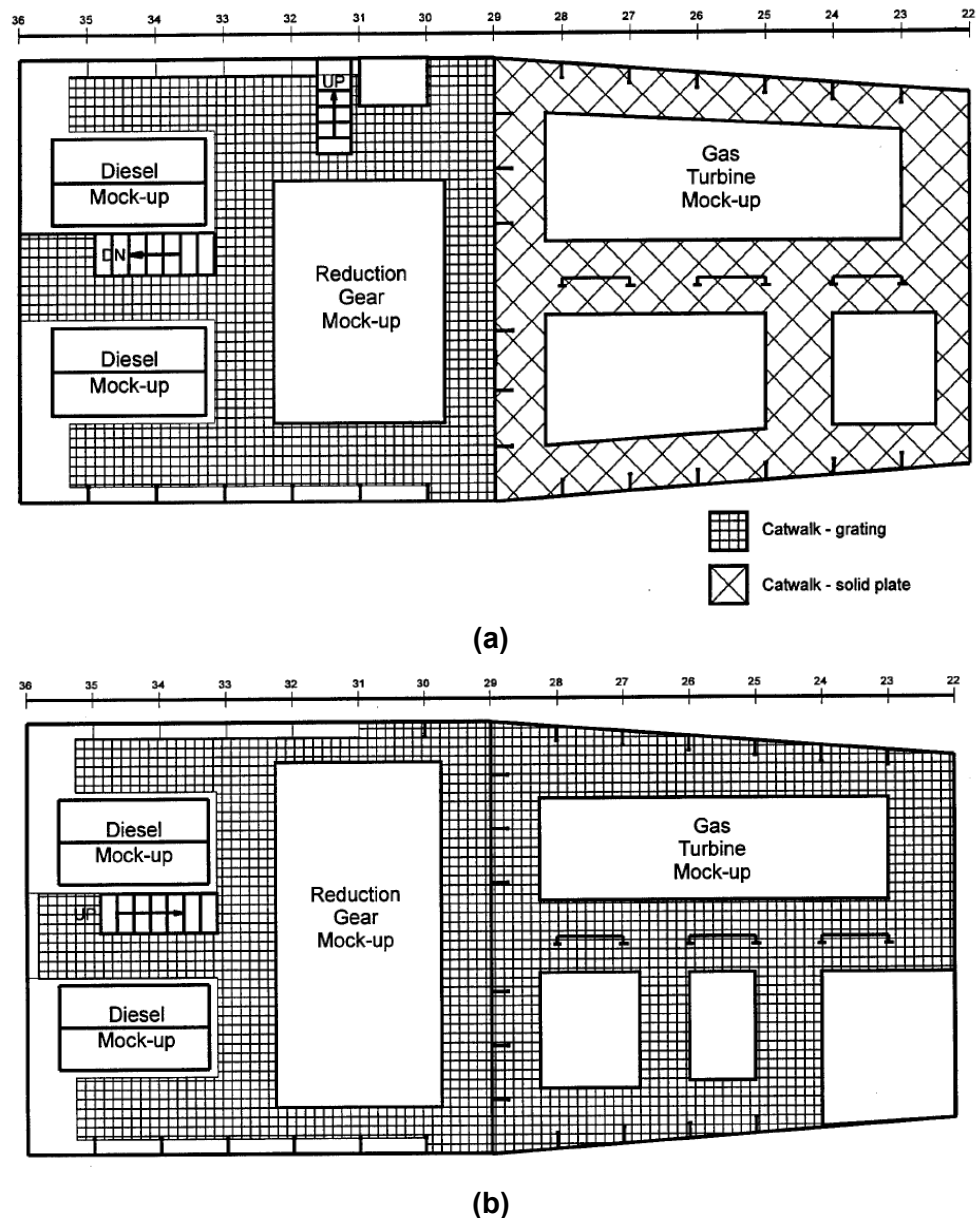 36 35 34 33 32 31 30 29 28 27 26 25 24 23 22
UP
Diesel
Mock-up
Gas
Turbine
Mock-up
DN
Reduction
Gear
Mock-up
Diesel
Mock-up
Catwalk - grating
Catwalk - solid plate
(a)
36 35 34 33 32 31 30 29 28 27 26 25 24 23 22
Diesel
Mock-up
Gas
Turbine
Mock-up
Reduction
Gear
Mock-up
UP
Diesel
Mock-up
(b)